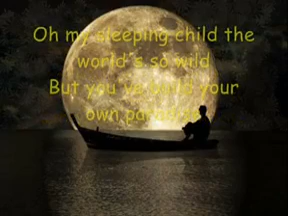 Oh my sleeping child the
world's so wild
But you've build your
own paradise